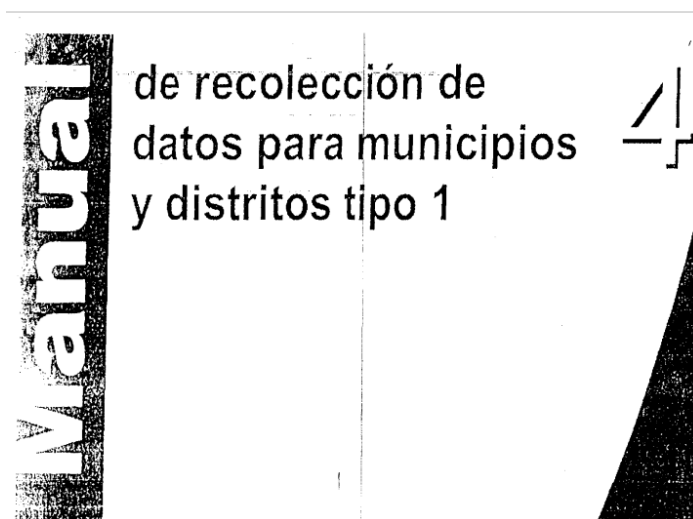 Manual
de recolección de
datos para municipios
y distritos tipo 1
4